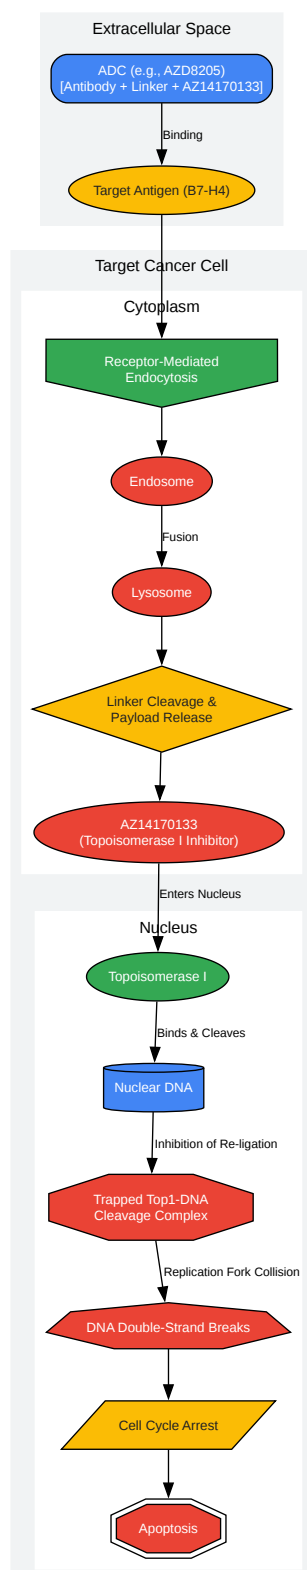 Extracellular Space
ADC (e.g., AZD8205)
[Antibody + Linker + AZ14170133]
Binding
Target Antigen (B7-H4)
Target Cancer Cell
Cytoplasm
Receptor-Mediated
Endocytosis
Endosome
Fusion
Lysosome
Linker Cleavage &
Payload Release
AZ14170133
(Topoisomerase I Inhibitor)
Enters Nucleus
Nucleus
Topoisomerase I
Binds & Cleaves
Nuclear DNA
Inhibition of Re-ligation
Trapped Top1-DNA
Cleavage Complex
Replication Fork Collision
DNA Double-Strand Breaks
Cell Cycle Arrest
Apoptosis